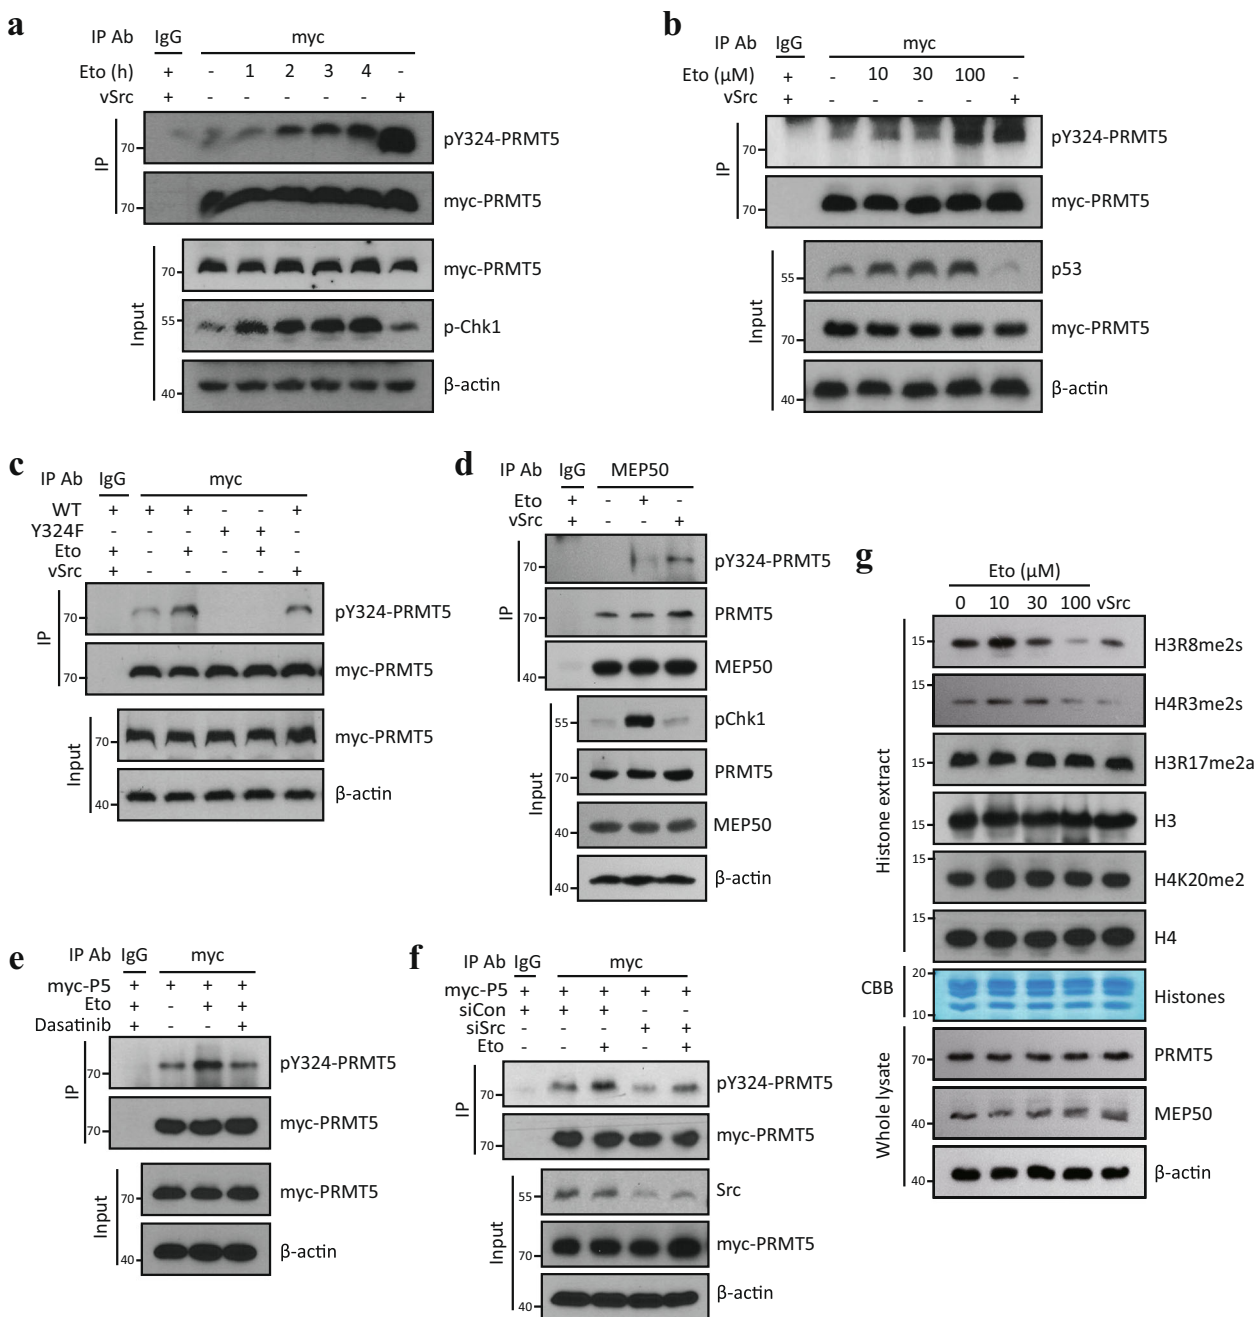 a
IP Ab IgG myc
Eto (h) + - 1 2 3 4 -
vSrc + - - - - - +
IP
70 pY324-PRMT5
70 myc-PRMT5
Input
70 myc-PRMT5
55 p-Chk1
40 β-actin
b
IP Ab IgG myc
Eto (µM) + - 10 30 100 -
vSrc + - - - - +
IP
70 pY324-PRMT5
70 myc-PRMT5
Input
55 p53
70 myc-PRMT5
40 β-actin
c
IP Ab IgG myc
WT + + + - - +
Y324F - - - + + -
Eto + - + - + -
vSrc + - - - - +
IP
70 pY324-PRMT5
70 myc-PRMT5
Input
70 myc-PRMT5
40 β-actin
d
IP Ab IgG MEP50
Eto + - + -
vSrc + - - +
IP
70 pY324-PRMT5
70 PRMT5
40 MEP50
Input
55 pChk1
70 PRMT5
40 MEP50
40 β-actin
e
IP Ab IgG myc
myc-P5 + + + +
Eto + - + +
Dasatinib + - - +
IP
70 pY324-PRMT5
70 myc-PRMT5
Input
70 myc-PRMT5
40 β-actin
f
IP Ab IgG myc
myc-P5 + + + + +
siCon + + + - -
siSrc - - - + +
Eto - - + - +
IP
70 pY324-PRMT5
70 myc-PRMT5
Input
55 Src
70 myc-PRMT5
40 β-actin
g
Eto (µM)
0 10 30 100 vSrc
Histone extract
15 H3R8me2s
15 H4R3me2s
15 H3R17me2a
15 H3
15 H4K20me2
15 H4
CBB
20
10 Histones
Whole lysate
70 PRMT5
40 MEP50
40 β-actin